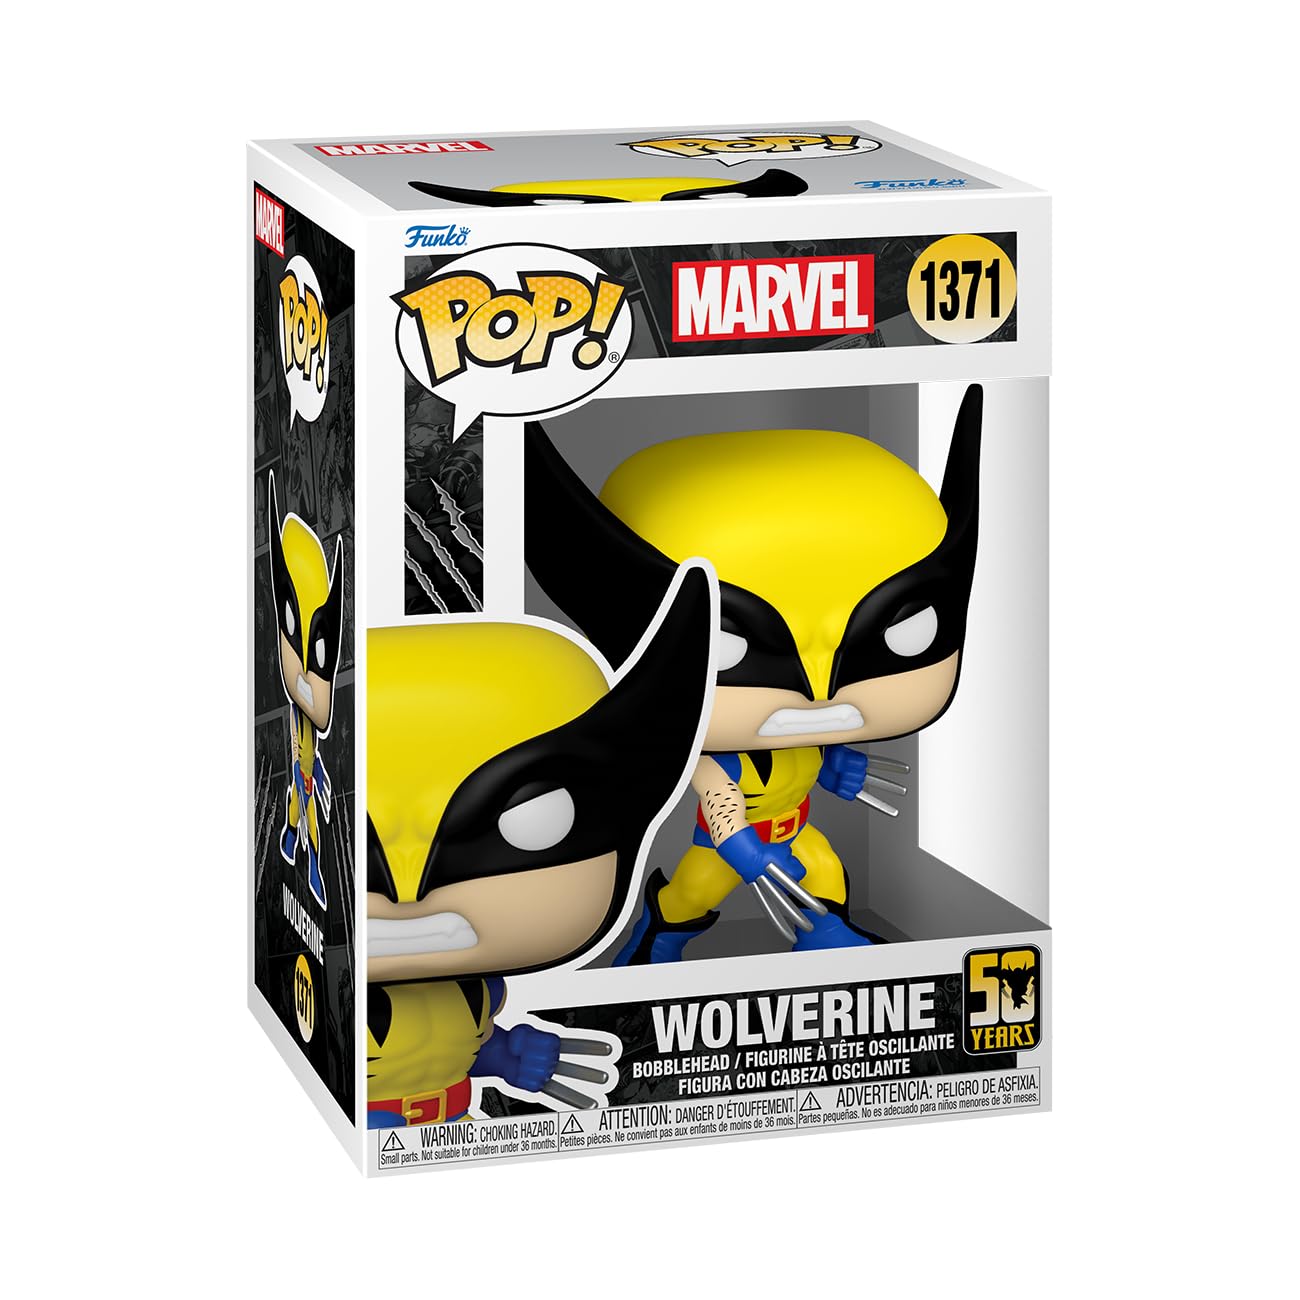 MARVEL
POP!
Funko
MARVEL
POP!
WOLVERINE
1371
Funko
POP!®
MARVEL
1371
WOLVERINE
BOBBLEHEAD / FIGURINE À TÊTE OSCILLANTE
FIGURA CON CABEZA OSCILANTE
50
YEARS
WARNING: CHOKING HAZARD.
Small parts. Not suitable for children under 36 months.
ATTENTION: DANGER D'ÉTOUFFEMENT.
Petites pièces. Ne convient pas aux enfants de moins de 36 mois.
ADVERTENCIA: PELIGRO DE ASFIXIA.
Partes pequeñas. No es adecuado para niños menores de 36 meses.